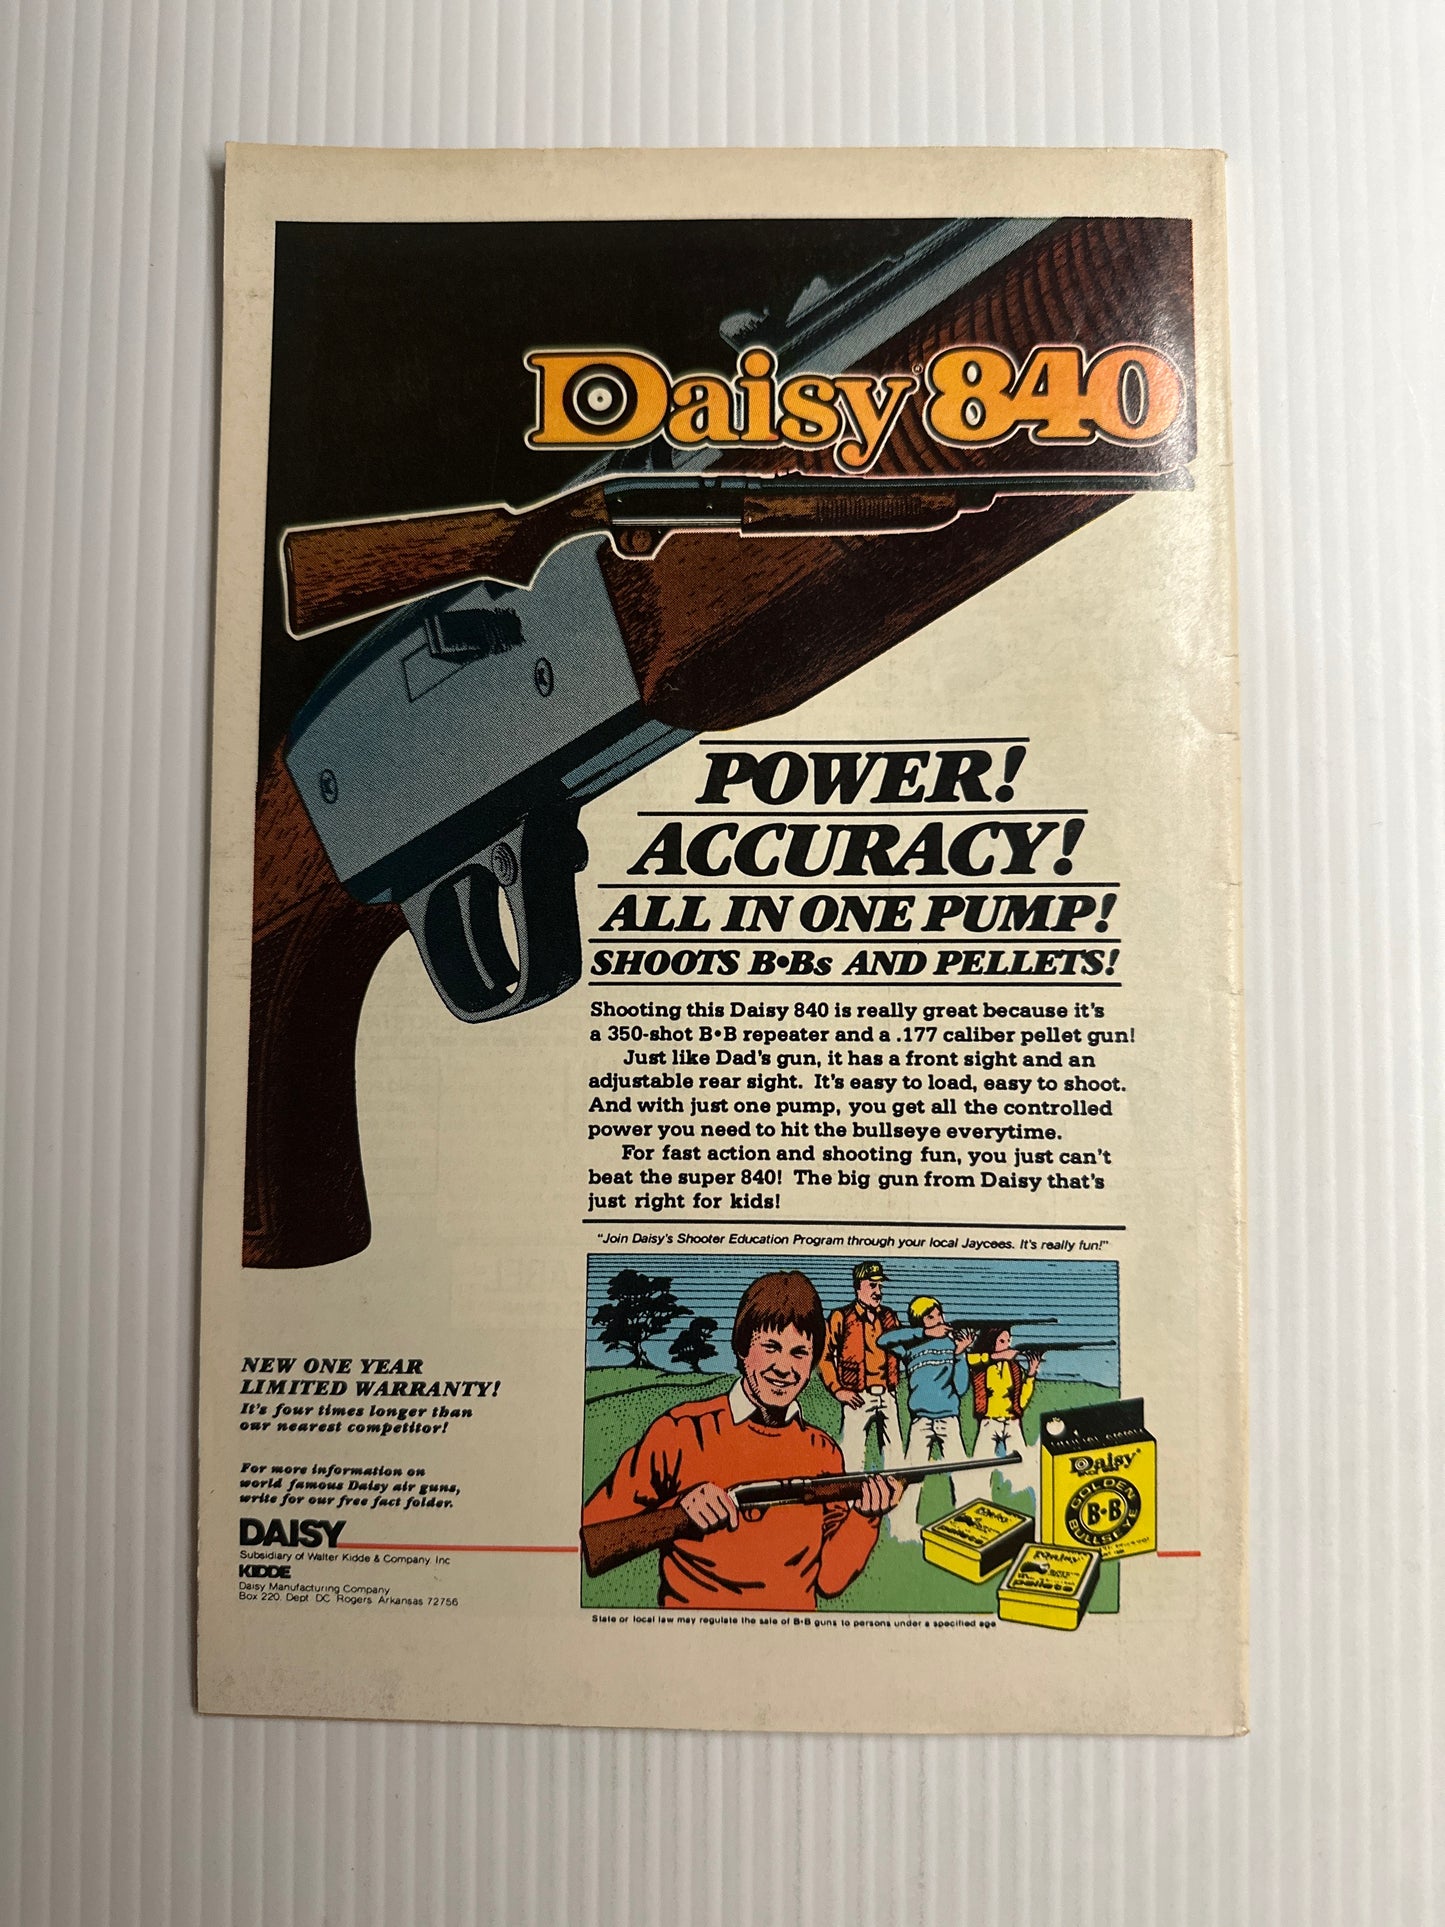 Daisy® 840
POWER!
ACCURACY!
ALL IN ONE PUMP!
SHOOTS B•Bs AND PELLETS!
Shooting this Daisy 840 is really great because it's
a 350-shot B•B repeater and a .177 caliber pellet gun!
Just like Dad's gun, it has a front sight and an
adjustable rear sight. It's easy to load, easy to shoot.
And with just one pump, you get all the controlled
power you need to hit the bullseye everytime.
For fast action and shooting fun, you just can't
beat the super 840! The big gun from Daisy that's
just right for kids!
"Join Daisy's Shooter Education Program through your local Jaycees. It's really fun!"
NEW ONE YEAR
LIMITED WARRANTY!
It's four times longer than
our nearest competitor!
For more information on
world famous Daisy air guns,
write for our free fact folder.
DAISY
Subsidiary of Walter Kidde & Company. Inc
KIDDE
Daisy Manufacturing Company
Box 220. Dept DC Rogers. Arkansas 72756
Daisy
GOLDEN
B•B
BULLSEYE
Daisy
pellets
Daisy
pellets
State or local law may regulate the sale of B•B guns to persons under a specified age